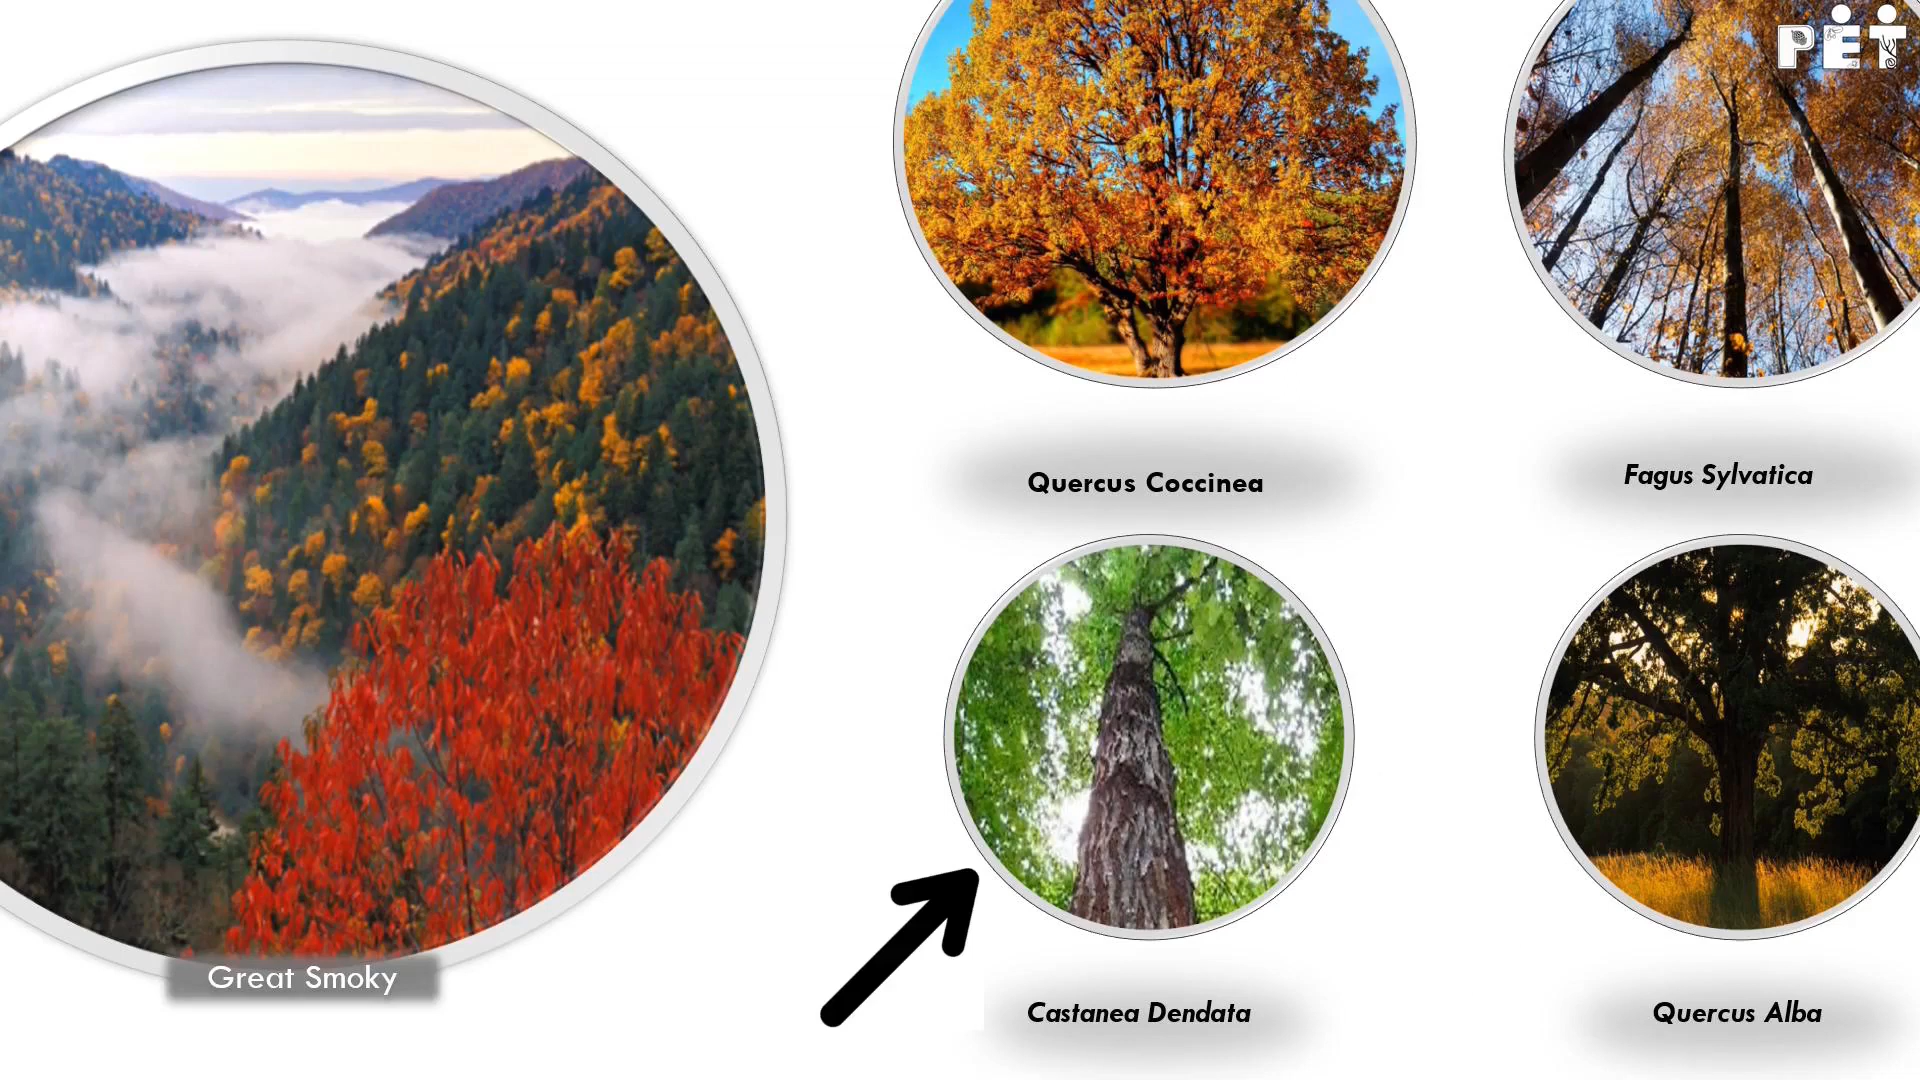 PET
Quercus Coccinea
Fagus Sylvatica
Great Smoky
Castanea Dendata
Quercus Alba